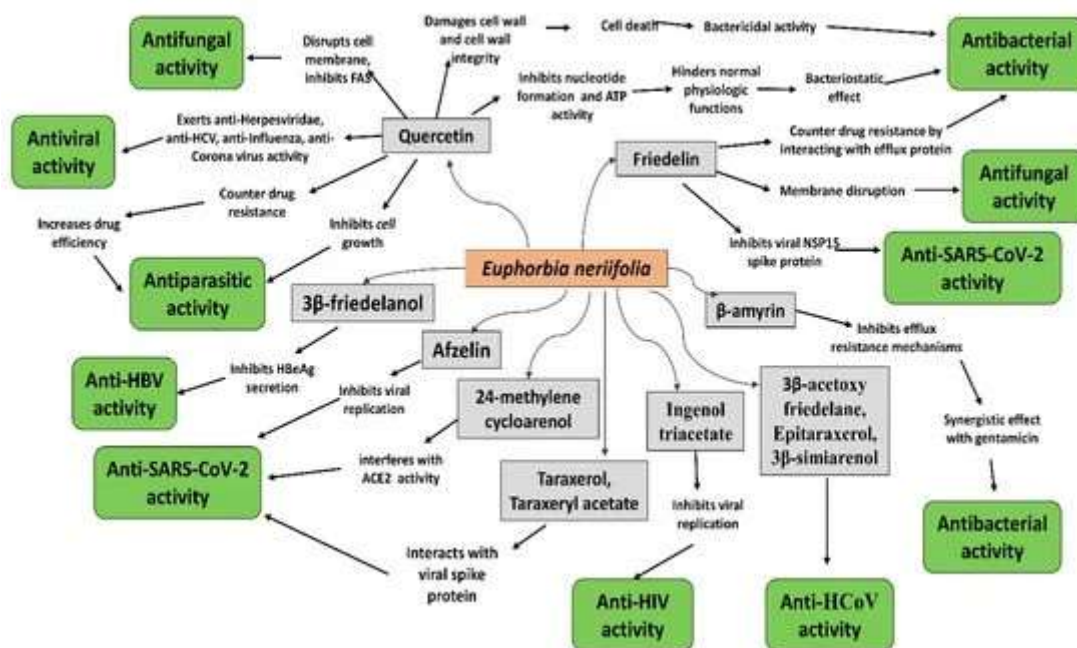 Antifungal
activity
Disrupts cell
membrane,
inhibits FAS
Damages cell wall
and cell wall
integrity
Cell death
Bactericidal activity
Antibacterial
activity
Inhibits nucleotide
formation and ATP
activity
Hinders normal
physiologic
functions
Bacteriostatic
effect
Antiviral
activity
Exerts anti-Herpesviridae,
anti-HCV, anti-Influenza, anti-
Corona virus activity
Quercetin
Friedelin
Counter drug resistance by
interacting with efflux protein
Membrane disruption
Antifungal
activity
Counter drug
resistance
Increases drug
efficiency
Inhibits cell
growth
Antiparasitic
activity
Inhibits viral NSP15
spike protein
Anti-SARS-CoV-2
activity
Euphorbia neriifolia
3β-friedelanol
β-amyrin
Inhibits efflux
resistance mechanisms
Afzelin
Anti-HBV
activity
Inhibits HBeAg
secretion
Inhibits viral
replication
24-methylene
cycloarenol
Ingenol
triacetate
3β-acetoxy
friedelane,
Epitaraxerol,
3β-simiarenol
Synergistic effect
with gentamicin
Anti-SARS-CoV-2
activity
interferes with
ACE2 activity
Taraxerol,
Taraxeryl acetate
Inhibits viral
replication
Antibacterial
activity
Interacts with
viral spike
protein
Anti-HIV
activity
Anti-HCoV
activity